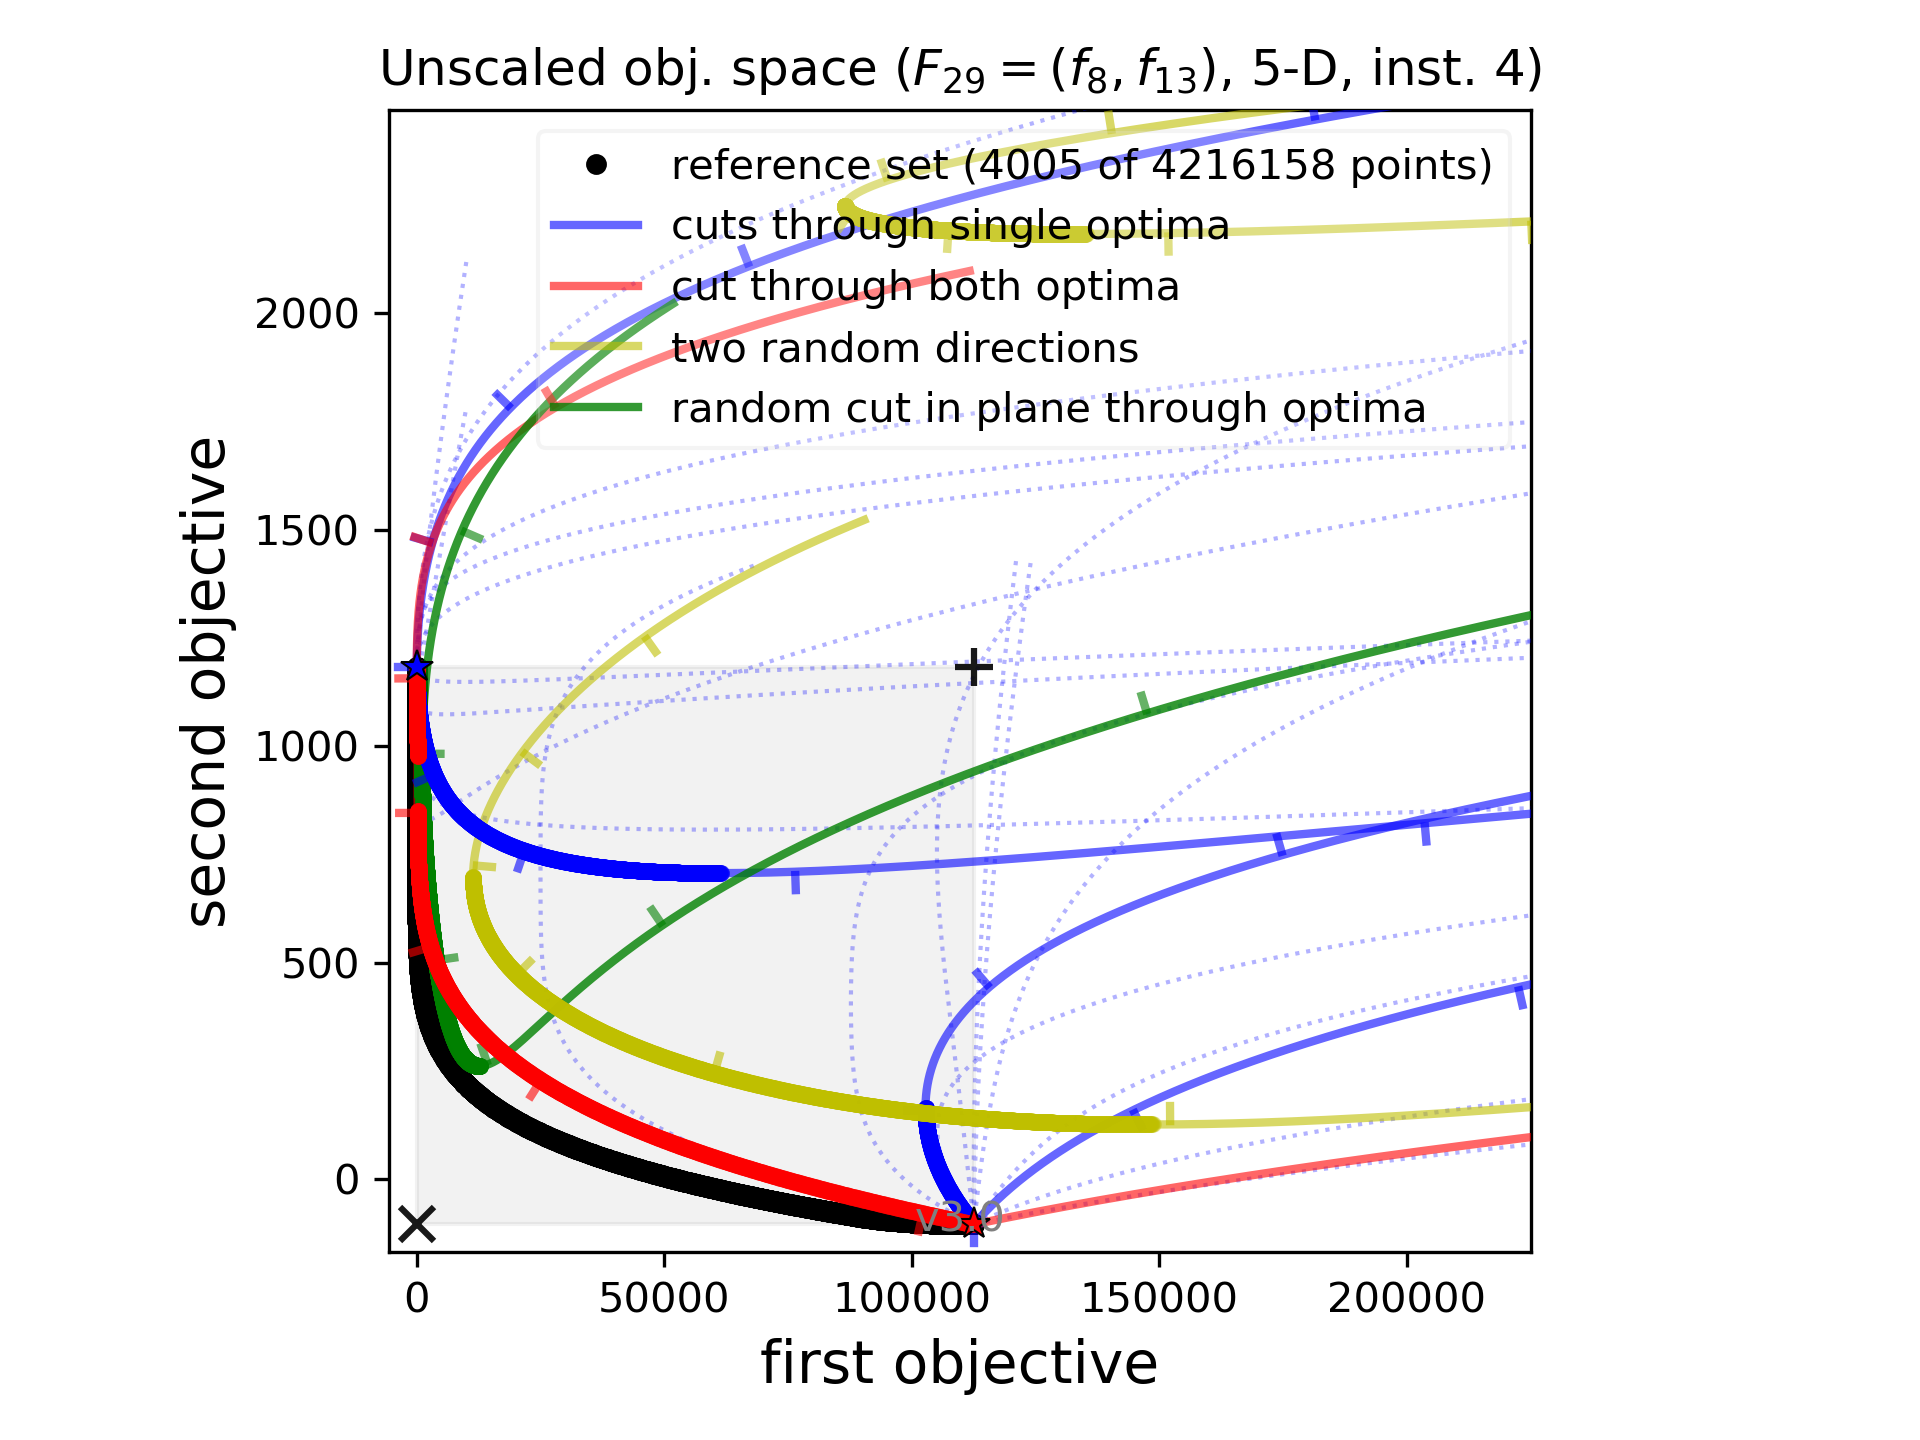 Unscaled obj. space (F₂₉ = (f₈, f₁₃), 5-D, inst. 4)
reference set (4005 of 4216158 points)
cuts through single optima
cut through both optima
two random directions
random cut in plane through optima
second objective
2000
1500
1000
500
0
v3.0
0 50000 100000 150000 200000
first objective